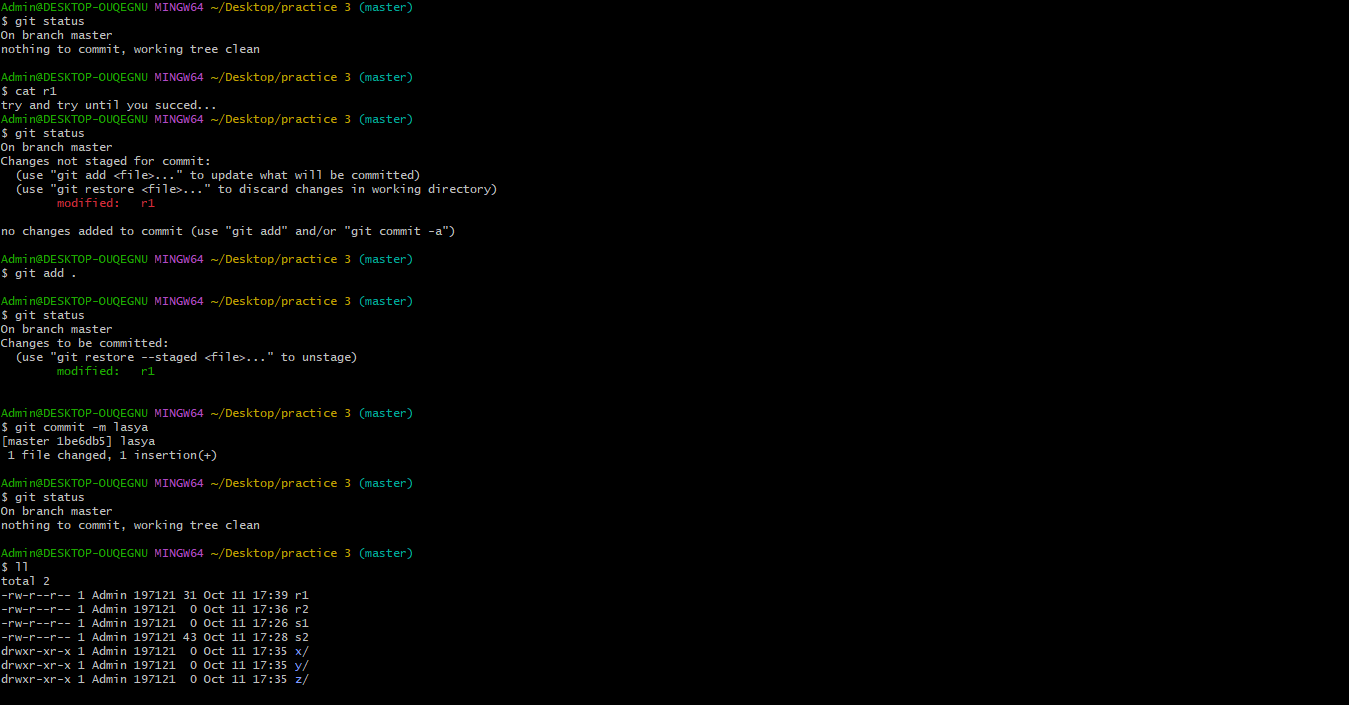 Admin@DESKTOP-OUQEGNU MINGW64 ~/Desktop/practice 3 (master)
$ git status
On branch master
nothing to commit, working tree clean
Admin@DESKTOP-OUQEGNU MINGW64 ~/Desktop/practice 3 (master)
$ cat r1
try and try until you succed...
Admin@DESKTOP-OUQEGNU MINGW64 ~/Desktop/practice 3 (master)
$ git status
On branch master
Changes not staged for commit:
  (use "git add <file>..." to update what will be committed)
  (use "git restore <file>..." to discard changes in working directory)
        modified:   r1
no changes added to commit (use "git add" and/or "git commit -a")
Admin@DESKTOP-OUQEGNU MINGW64 ~/Desktop/practice 3 (master)
$ git add .
Admin@DESKTOP-OUQEGNU MINGW64 ~/Desktop/practice 3 (master)
$ git status
On branch master
Changes to be committed:
  (use "git restore --staged <file>..." to unstage)
        modified:   r1
Admin@DESKTOP-OUQEGNU MINGW64 ~/Desktop/practice 3 (master)
$ git commit -m lasya
[master 1be6db5] lasya
 1 file changed, 1 insertion(+)
Admin@DESKTOP-OUQEGNU MINGW64 ~/Desktop/practice 3 (master)
$ git status
On branch master
nothing to commit, working tree clean
Admin@DESKTOP-OUQEGNU MINGW64 ~/Desktop/practice 3 (master)
$ ll
total 2
-rw-r--r-- 1 Admin 197121 31 Oct 11 17:39 r1
-rw-r--r-- 1 Admin 197121  0 Oct 11 17:36 r2
-rw-r--r-- 1 Admin 197121  0 Oct 11 17:26 s1
-rw-r--r-- 1 Admin 197121 43 Oct 11 17:28 s2
drwxr-xr-x 1 Admin 197121  0 Oct 11 17:35 x/
drwxr-xr-x 1 Admin 197121  0 Oct 11 17:35 y/
drwxr-xr-x 1 Admin 197121  0 Oct 11 17:35 z/